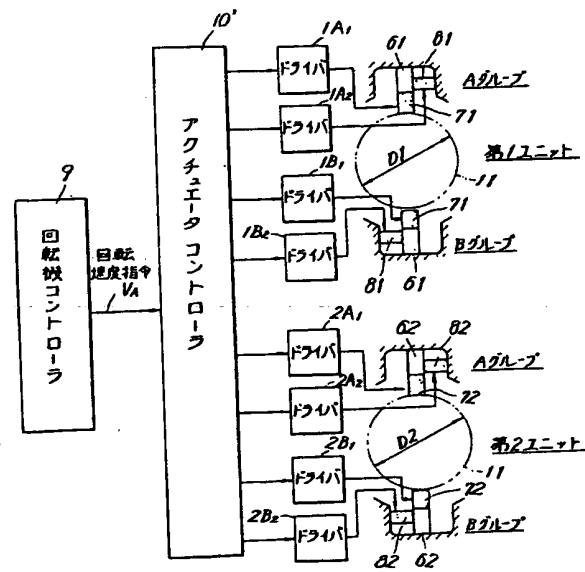 9
回転機コントローラ
回転
速度指令
VA
10'
アクチュエータコントローラ
1A1
ドライバ
1A2
ドライバ
1B1
ドライバ
1B2
ドライバ
61
81
Aグループ
71
D1
第1ユニット
11
71
Bグループ
81
61
2A1
ドライバ
2A2
ドライバ
2B1
ドライバ
2B2
ドライバ
62
82
Aグループ
72
D2
第2ユニット
11
72
Bグループ
82
62